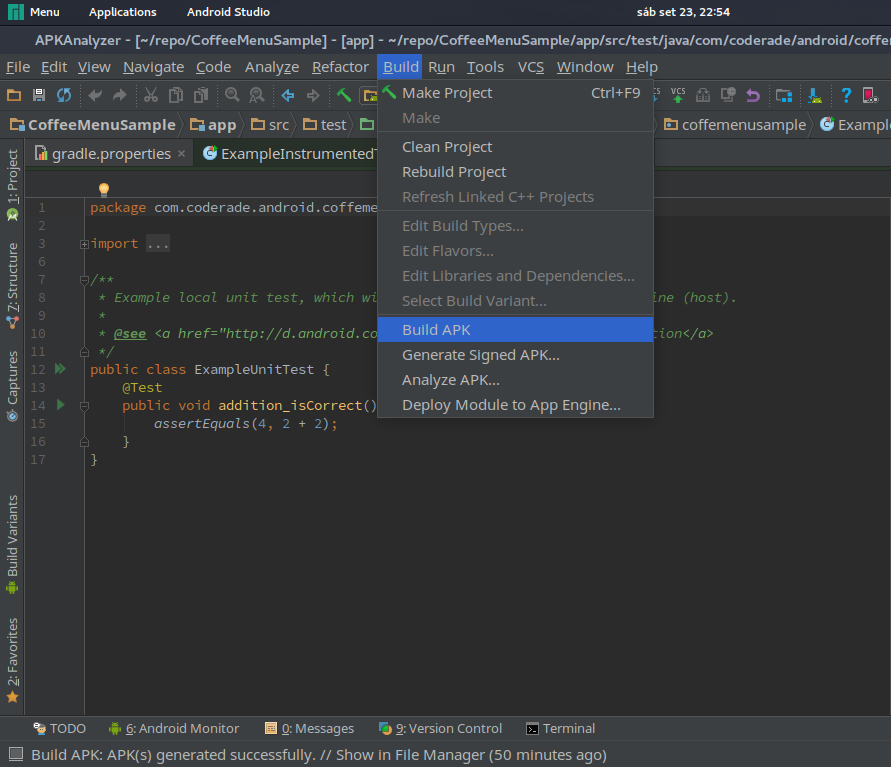 Menu Applications Android Studio sáb set 23, 22:54
APKAnalyzer - [~/repo/CoffeeMenuSample] - [app] - ~/repo/CoffeeMenuSample/app/src/test/java/com/coderade/android/coffe
File Edit View Navigate Code Analyze Refactor Build Run Tools VCS Window Help
VCS
CoffeeMenuSample app src test coffemenusample Exampl
gradle.properties × ExampleInstrumentedT
Make Project Ctrl+F9
Make
Clean Project
Rebuild Project
Refresh Linked C++ Projects
Edit Build Types...
Edit Flavors...
Edit Libraries and Dependencies...
Select Build Variant...
Build APK
Generate Signed APK...
Analyze APK...
Deploy Module to App Engine...
1: Project
7: Structure
Captures
Build Variants
2: Favorites
1 package com.coderade.android.coffeme
2
3 import ...
6
7 /**
8 * Example local unit test, which wi ine (host).
9 *
10 * @see <a href="http://d.android.co tion</a>
11 */
12 public class ExampleUnitTest {
13 @Test
14 public void addition_isCorrect()
15 assertEquals(4, 2 + 2);
16 }
17 }
TODO 6: Android Monitor 0: Messages 9: Version Control Terminal
Build APK: APK(s) generated successfully. // Show in File Manager (50 minutes ago)